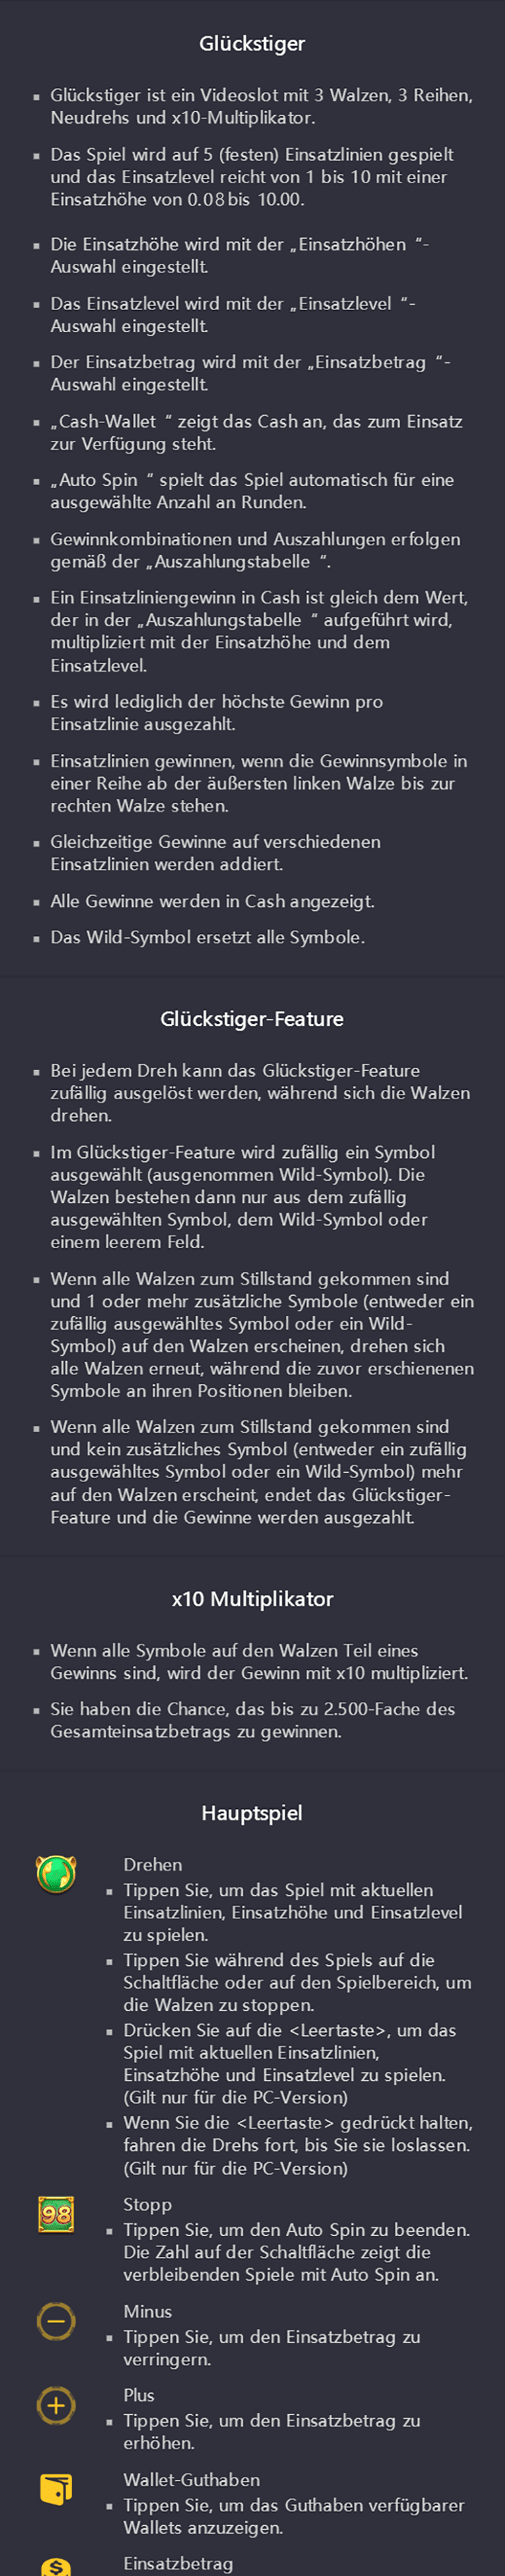 Glückstiger
Glückstiger ist ein Videoslot mit 3 Walzen, 3 Reihen,
Neudrehs und x10-Multiplikator.
Das Spiel wird auf 5 (festen) Einsatzlinien gespielt
und das Einsatzlevel reicht von 1 bis 10 mit einer
Einsatzhöhe von 0.08 bis 10.00.
Die Einsatzhöhe wird mit der „Einsatzhöhen “-
Auswahl eingestellt.
Das Einsatzlevel wird mit der „Einsatzlevel “-
Auswahl eingestellt.
Der Einsatzbetrag wird mit der „Einsatzbetrag “-
Auswahl eingestellt.
„Cash-Wallet “ zeigt das Cash an, das zum Einsatz
zur Verfügung steht.
„Auto Spin “ spielt das Spiel automatisch für eine
ausgewählte Anzahl an Runden.
Gewinnkombinationen und Auszahlungen erfolgen
gemäß der „Auszahlungstabelle “.
Ein Einsatzliniengewinn in Cash ist gleich dem Wert,
der in der „Auszahlungstabelle “ aufgeführt wird,
multipliziert mit der Einsatzhöhe und dem
Einsatzlevel.
Es wird lediglich der höchste Gewinn pro
Einsatzlinie ausgezahlt.
Einsatzlinien gewinnen, wenn die Gewinnsymbole in
einer Reihe ab der äußersten linken Walze bis zur
rechten Walze stehen.
Gleichzeitige Gewinne auf verschiedenen
Einsatzlinien werden addiert.
Alle Gewinne werden in Cash angezeigt.
Das Wild-Symbol ersetzt alle Symbole.
Glückstiger-Feature
Bei jedem Dreh kann das Glückstiger-Feature
zufällig ausgelöst werden, während sich die Walzen
drehen.
Im Glückstiger-Feature wird zufällig ein Symbol
ausgewählt (ausgenommen Wild-Symbol). Die
Walzen bestehen dann nur aus dem zufällig
ausgewählten Symbol, dem Wild-Symbol oder
einem leerem Feld.
Wenn alle Walzen zum Stillstand gekommen sind
und 1 oder mehr zusätzliche Symbole (entweder ein
zufällig ausgewähltes Symbol oder ein Wild-
Symbol) auf den Walzen erscheinen, drehen sich
alle Walzen erneut, während die zuvor erschienenen
Symbole an ihren Positionen bleiben.
Wenn alle Walzen zum Stillstand gekommen sind
und kein zusätzliches Symbol (entweder ein zufällig
ausgewähltes Symbol oder ein Wild-Symbol) mehr
auf den Walzen erscheint, endet das Glückstiger-
Feature und die Gewinne werden ausgezahlt.
x10 Multiplikator
Wenn alle Symbole auf den Walzen Teil eines
Gewinns sind, wird der Gewinn mit x10 multipliziert.
Sie haben die Chance, das bis zu 2.500-Fache des
Gesamteinsatzbetrags zu gewinnen.
Hauptspiel
Drehen
Tippen Sie, um das Spiel mit aktuellen
Einsatzlinien, Einsatzhöhe und Einsatzlevel
zu spielen.
Tippen Sie während des Spiels auf die
Schaltfläche oder auf den Spielbereich, um
die Walzen zu stoppen.
Drücken Sie auf die <Leertaste>, um das
Spiel mit aktuellen Einsatzlinien,
Einsatzhöhe und Einsatzlevel zu spielen.
(Gilt nur für die PC-Version)
Wenn Sie die <Leertaste> gedrückt halten,
fahren die Drehs fort, bis Sie sie loslassen.
(Gilt nur für die PC-Version)
98
Stopp
Tippen Sie, um den Auto Spin zu beenden.
Die Zahl auf der Schaltfläche zeigt die
verbleibenden Spiele mit Auto Spin an.
Minus
Tippen Sie, um den Einsatzbetrag zu
verringern.
Plus
Tippen Sie, um den Einsatzbetrag zu
erhöhen.
Wallet-Guthaben
Tippen Sie, um das Guthaben verfügbarer
Wallets anzuzeigen.
Einsatzbetrag